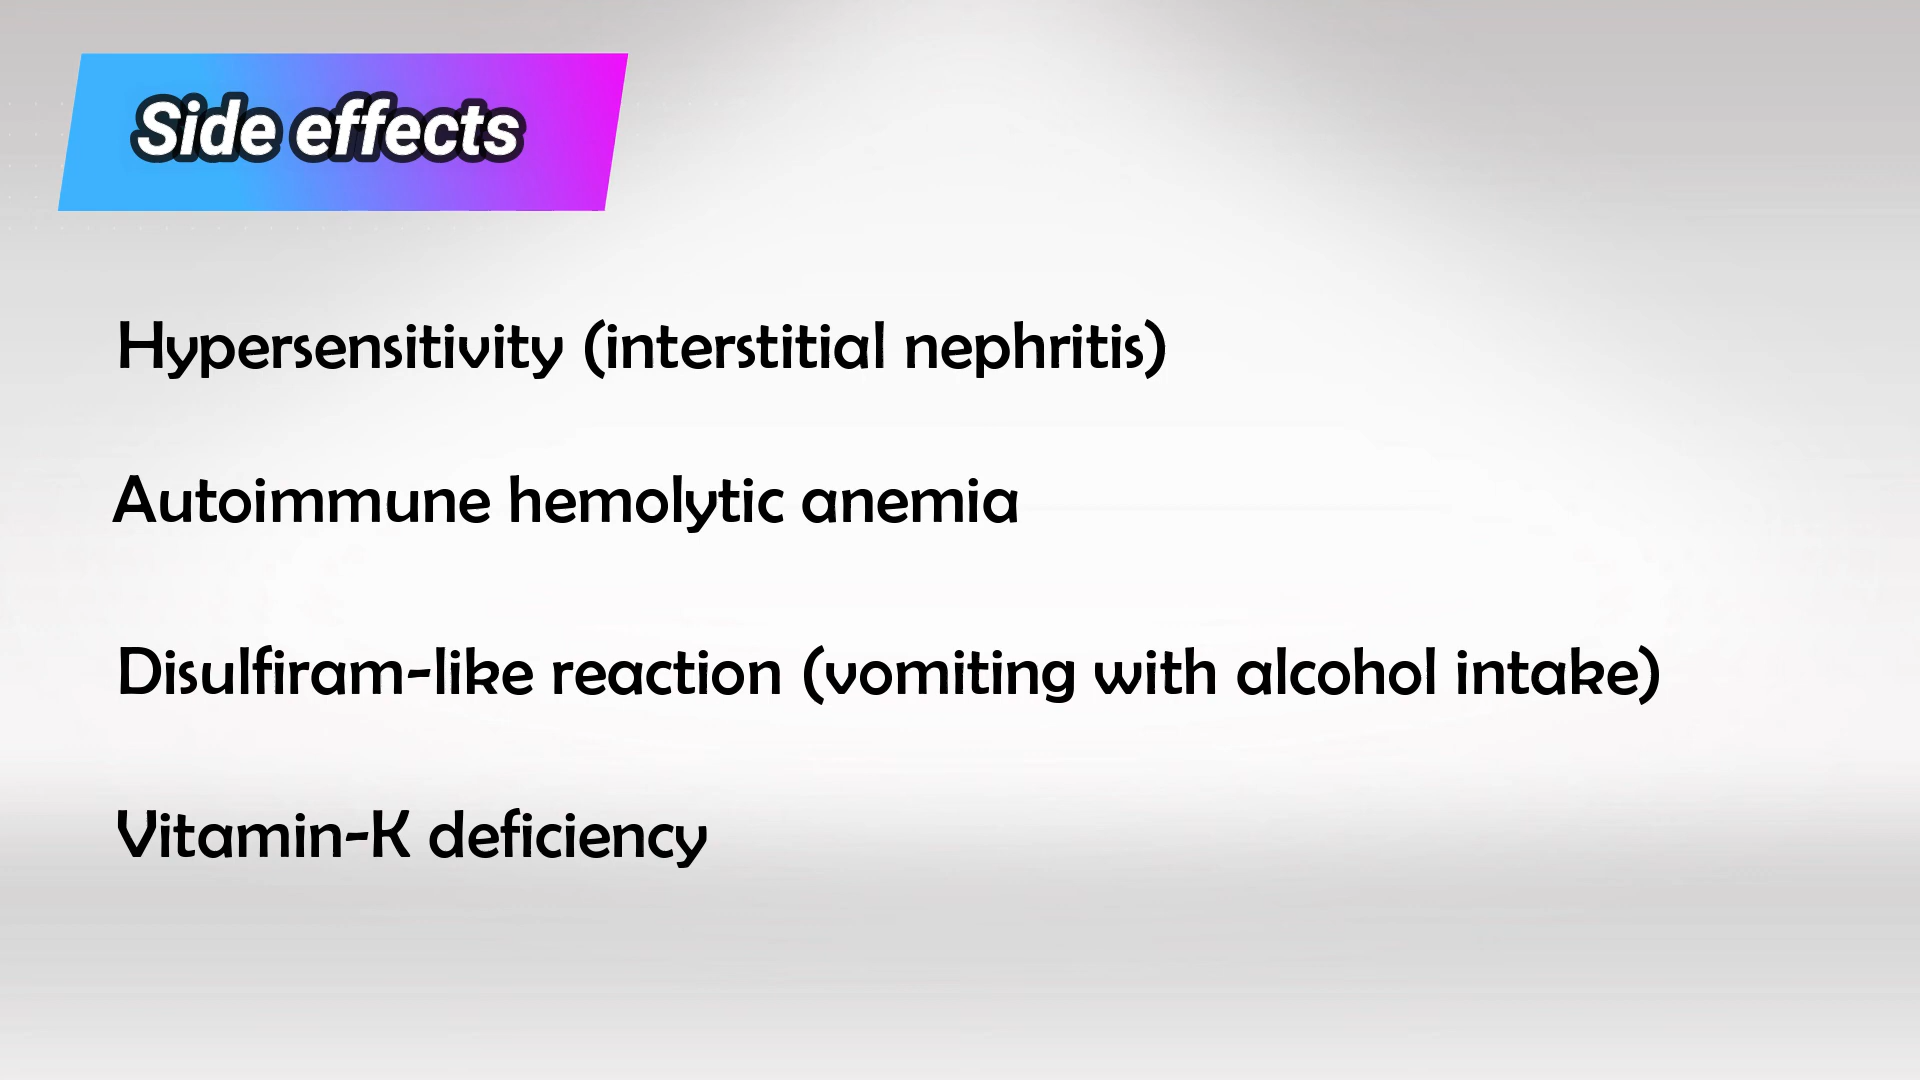 Side effects
Hypersensitivity (interstitial nephritis)
Autoimmune hemolytic anemia
Disulfiram-like reaction (vomiting with alcohol intake)
Vitamin-K deficiency